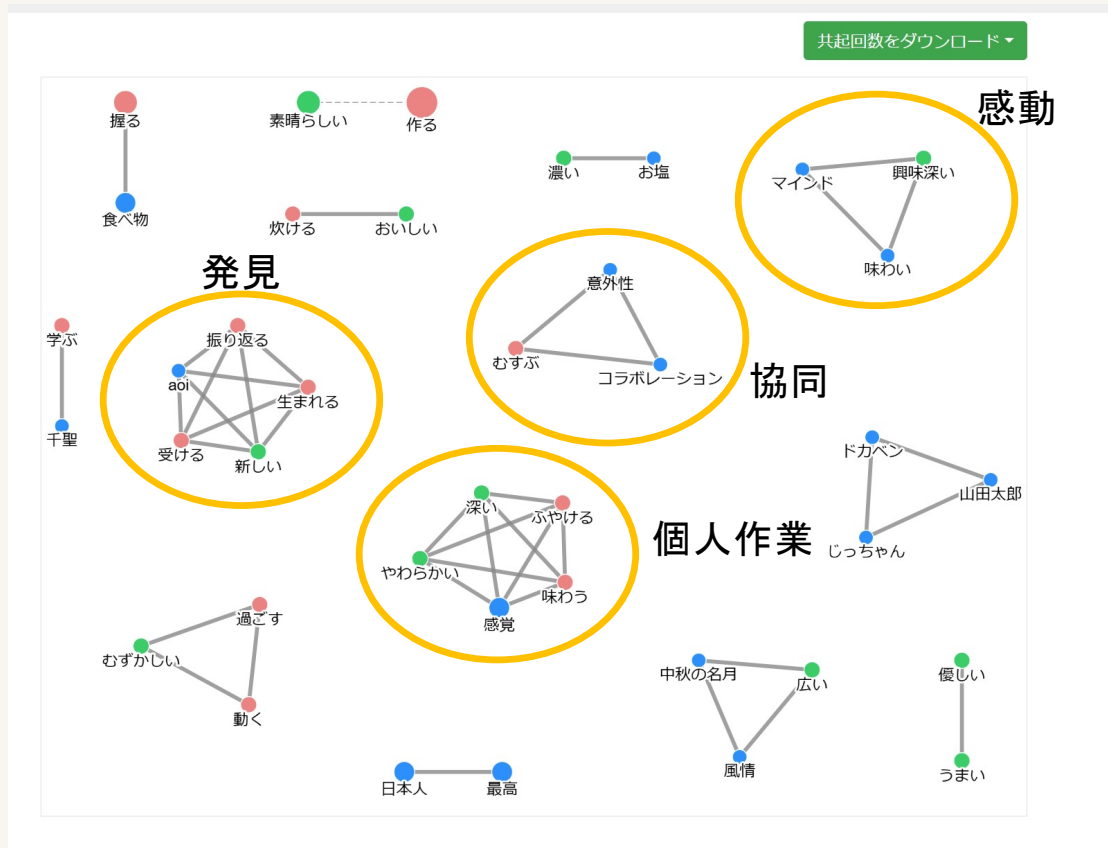 共起回数をダウンロード
感動
握る
素晴らしい
作る
濃い
お塩
マインド
興味深い
食べ物
炊ける
おいしい
味わい
発見
意外性
学ぶ
振り返る
むすぶ
コラボレーション
協同
aoi
生まれる
千聖
受ける
新しい
ドカベン
山田太郎
じっちゃん
深い
ふやける
個人作業
やわらかい
味わう
感覚
過ごす
むずかしい
動く
中秋の名月
広い
風情
優しい
うまい
日本人
最高